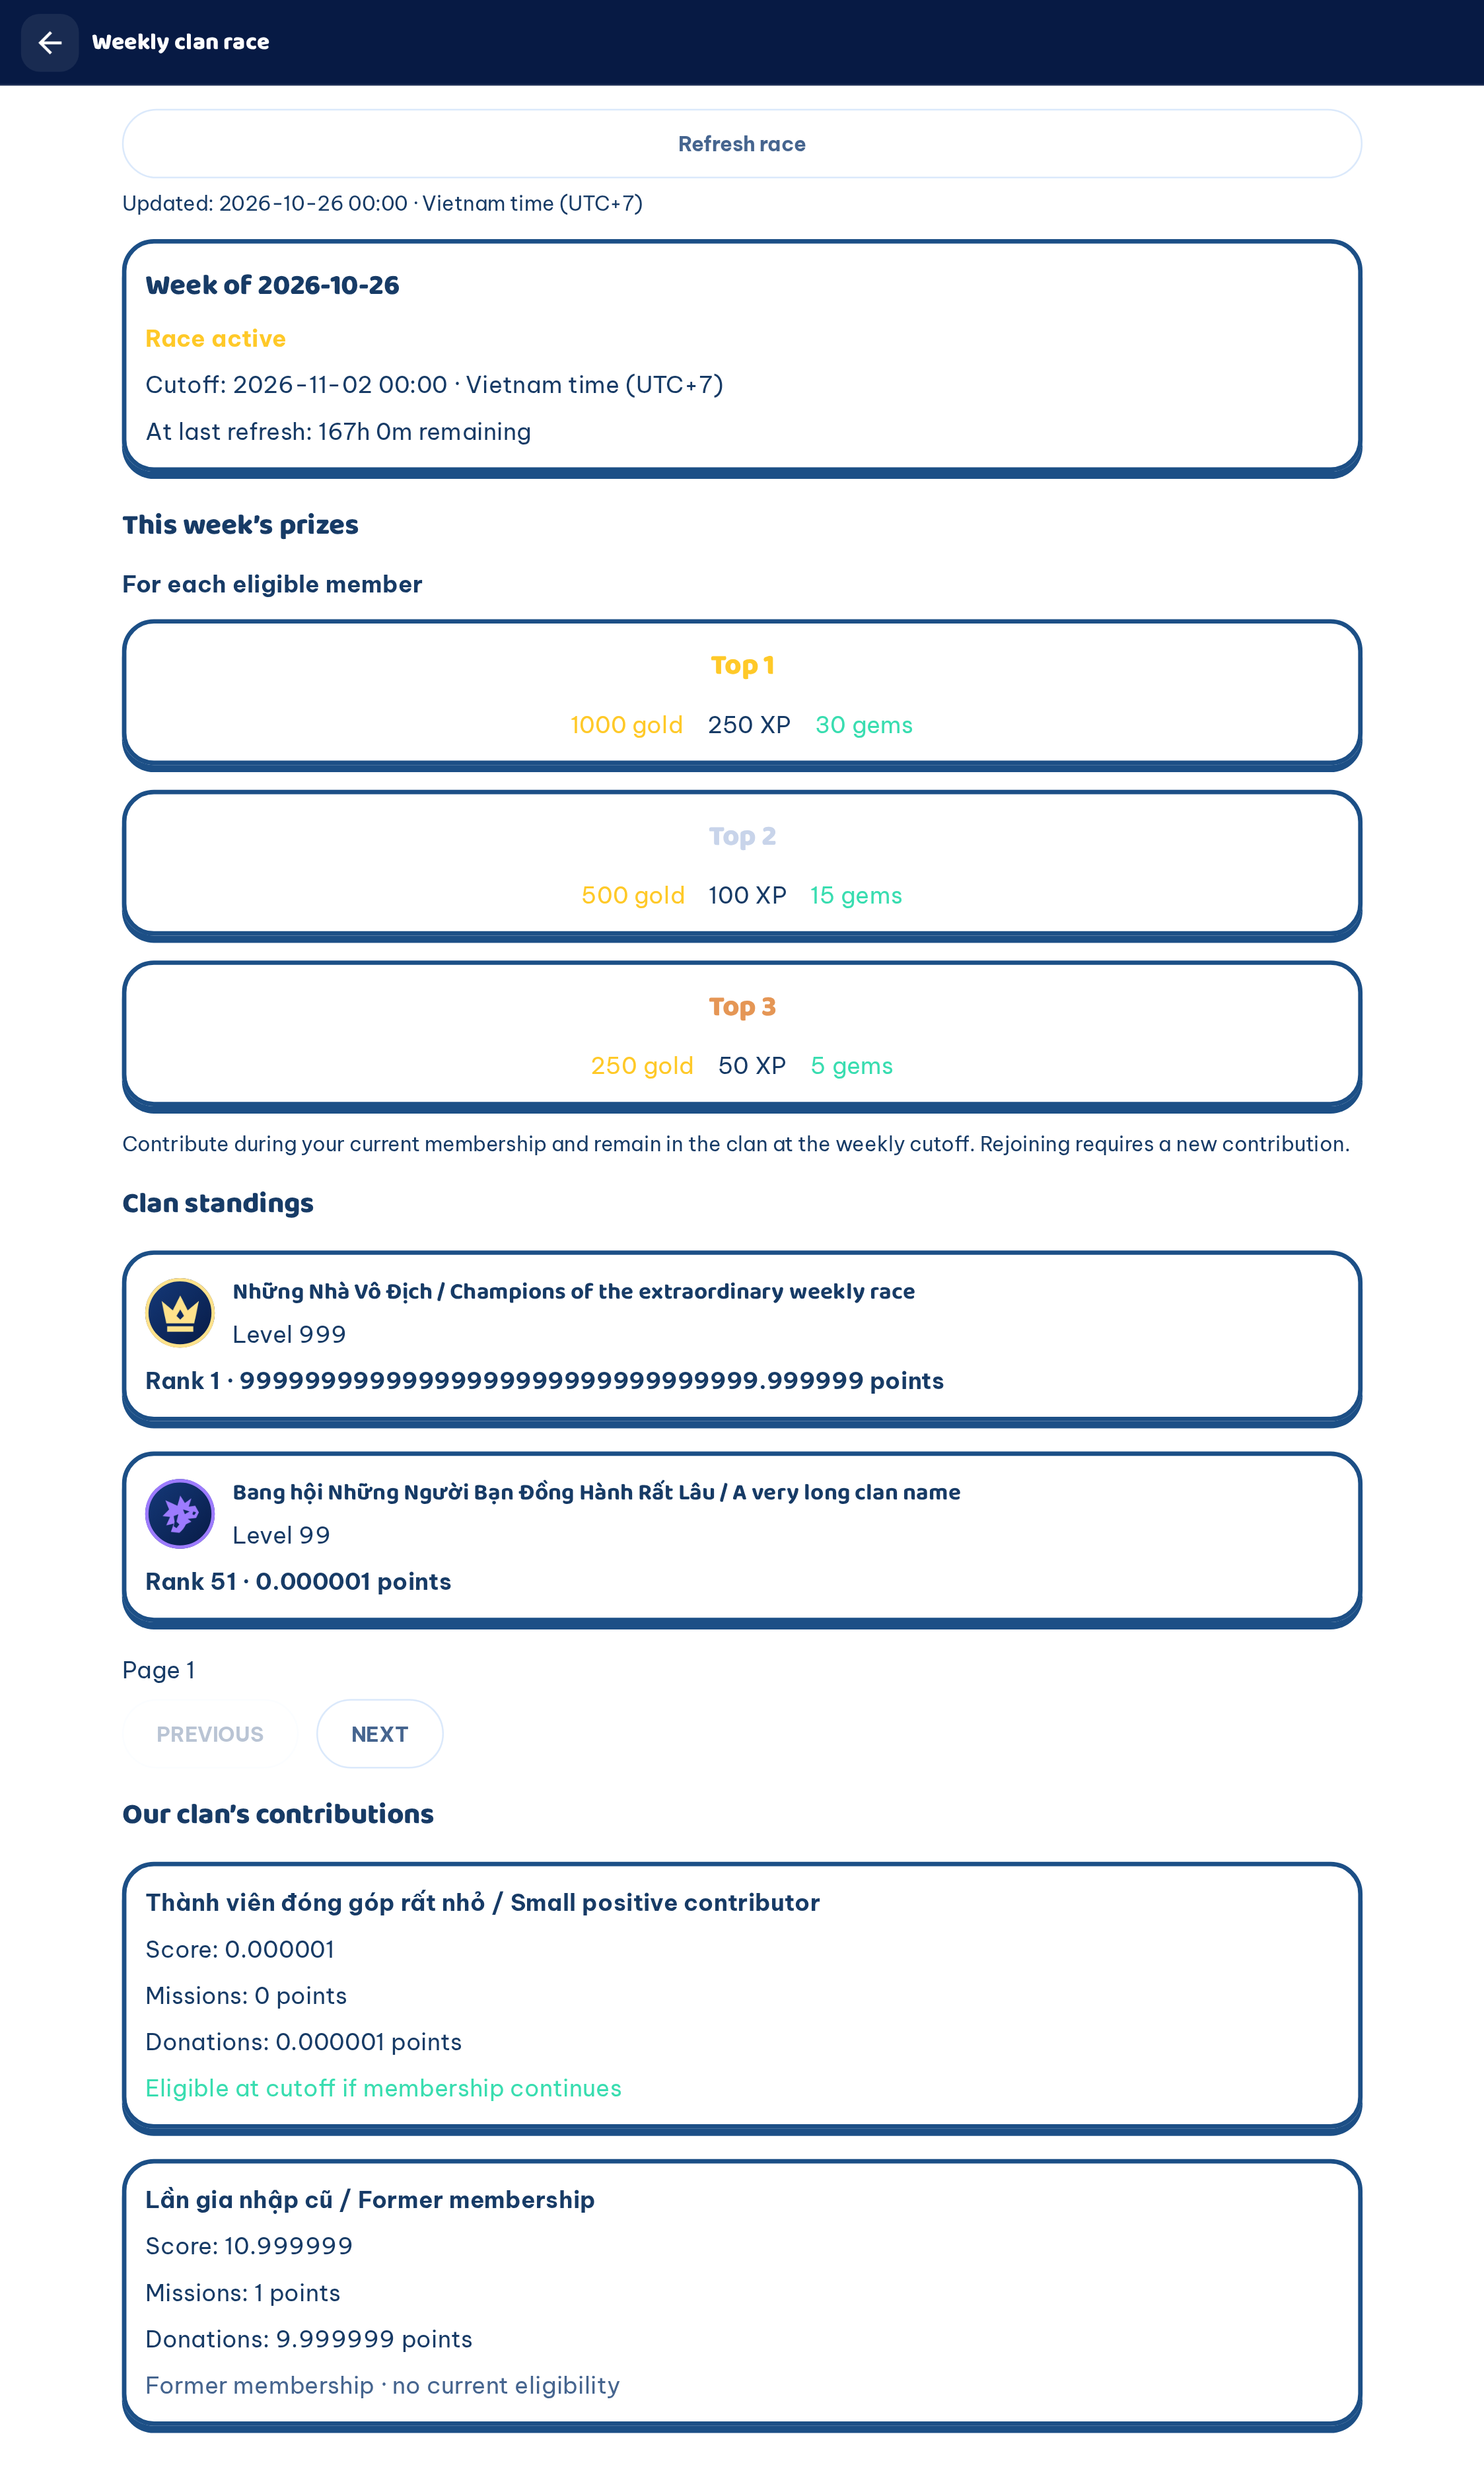 Weekly clan race
Refresh race
Updated: 2026-10-26 00:00 · Vietnam time (UTC+7)
Week of 2026-10-26
Race active
Cutoff: 2026-11-02 00:00 · Vietnam time (UTC+7)
At last refresh: 167h 0m remaining
This week's prizes
For each eligible member
Top 1
1000 gold 250 XP 30 gems
Top 2
500 gold 100 XP 15 gems
Top 3
250 gold 50 XP 5 gems
Contribute during your current membership and remain in the clan at the weekly cutoff. Rejoining requires a new contribution.
Clan standings
Những Nhà Vô Địch / Champions of the extraordinary weekly race
Level 999
Rank 1 · 99999999999999999999999999999999.999999 points
Bang hội Những Người Bạn Đồng Hành Rất Lâu / A very long clan name
Level 99
Rank 51 · 0.000001 points
Page 1
PREVIOUS NEXT
Our clan's contributions
Thành viên đóng góp rất nhỏ / Small positive contributor
Score: 0.000001
Missions: 0 points
Donations: 0.000001 points
Eligible at cutoff if membership continues
Lần gia nhập cũ / Former membership
Score: 10.999999
Missions: 1 points
Donations: 9.999999 points
Former membership · no current eligibility